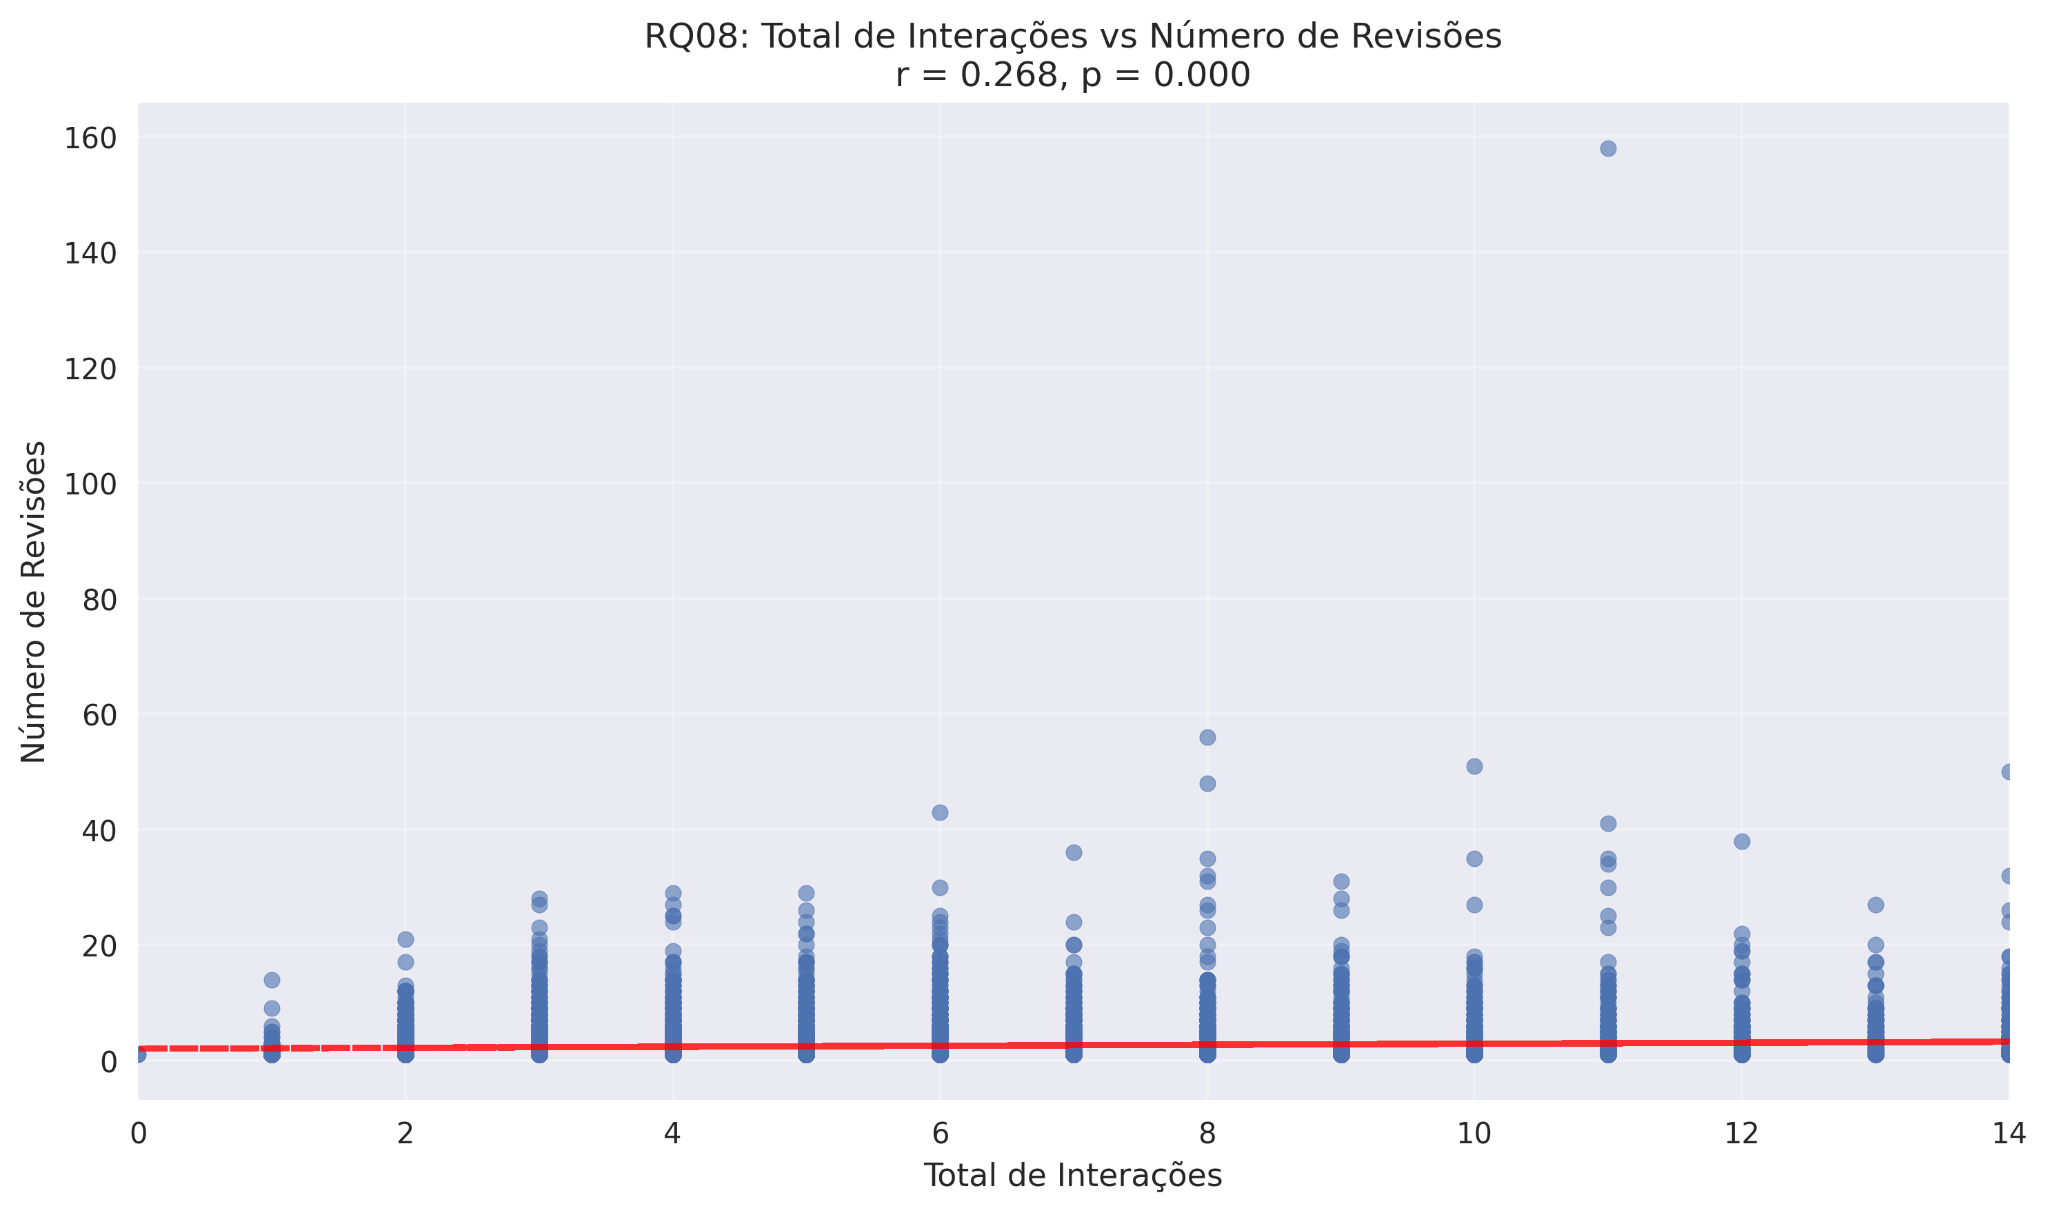 RQ08: Total de Interações vs Número de Revisões
r = 0.268, p = 0.000
Número de Revisões
160
140
120
100
80
60
40
20
0
0 2 4 6 8 10 12 14
Total de Interações